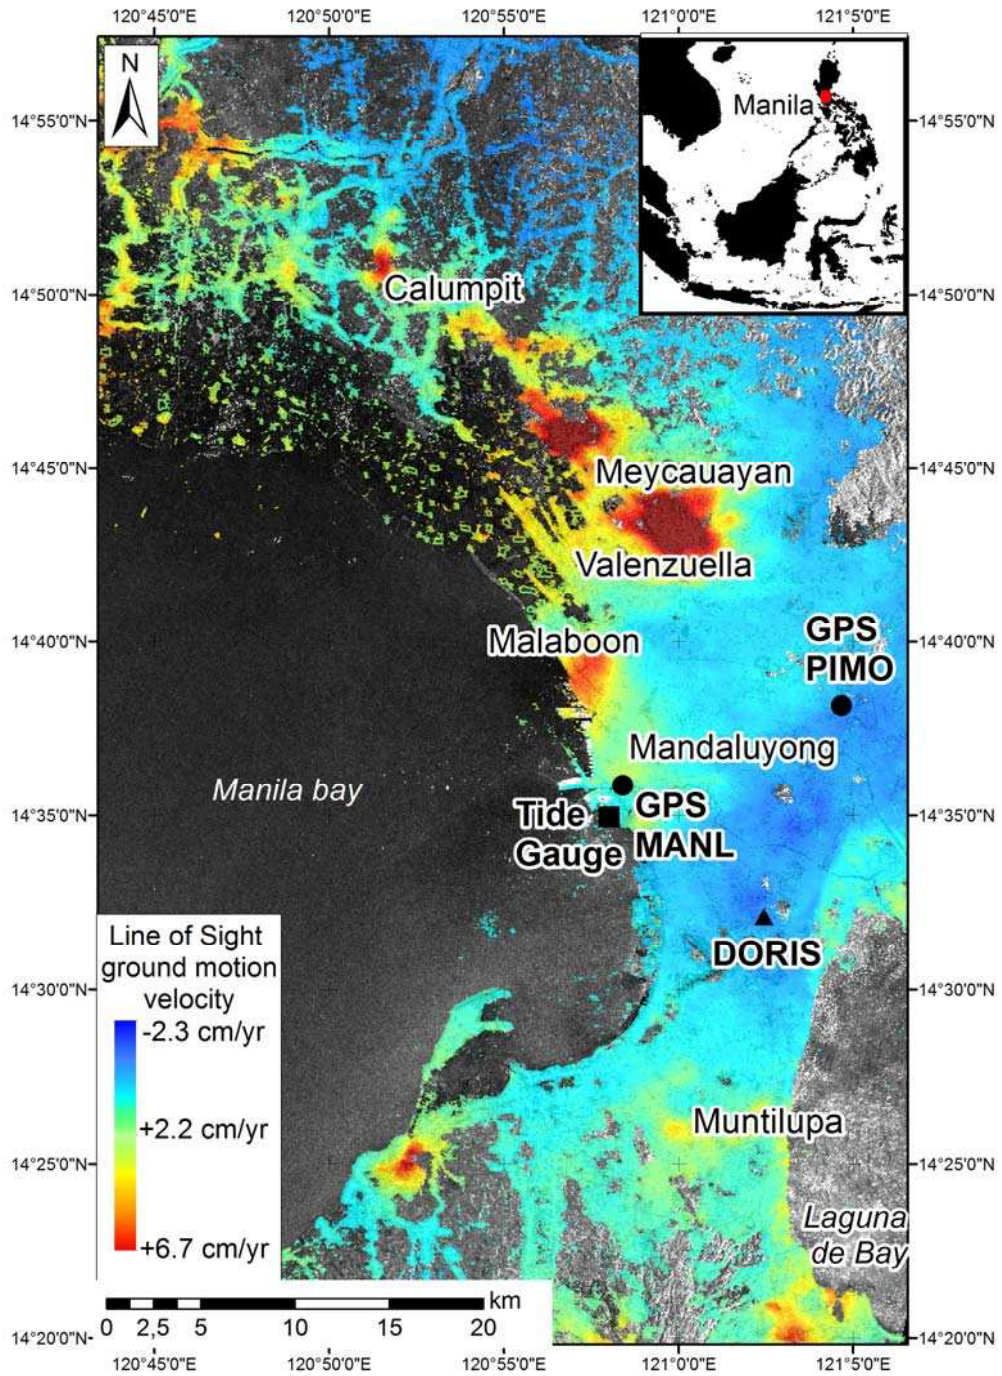 120°45'0"E 120°50'0"E 120°55'0"E 121°0'0"E 121°5'0"E
N
Manila
14°55'0"N 14°55'0"N
Calumpit
14°50'0"N 14°50'0"N
14°45'0"N 14°45'0"N
Meycauayan
Valenzuella
14°40'0"N 14°40'0"N
Malaboon
GPS
PIMO
Mandaluyong
Manila bay
14°35'0"N 14°35'0"N
Tide
Gauge
GPS
MANL
DORIS
Line of Sight
ground motion
velocity
14°30'0"N 14°30'0"N
-2.3 cm/yr
+2.2 cm/yr
+6.7 cm/yr
Muntilupa
14°25'0"N 14°25'0"N
Laguna
de Bay
km
0 2,5 5 10 15 20
14°20'0"N 14°20'0"N
120°45'0"E 120°50'0"E 120°55'0"E 121°0'0"E 121°5'0"E